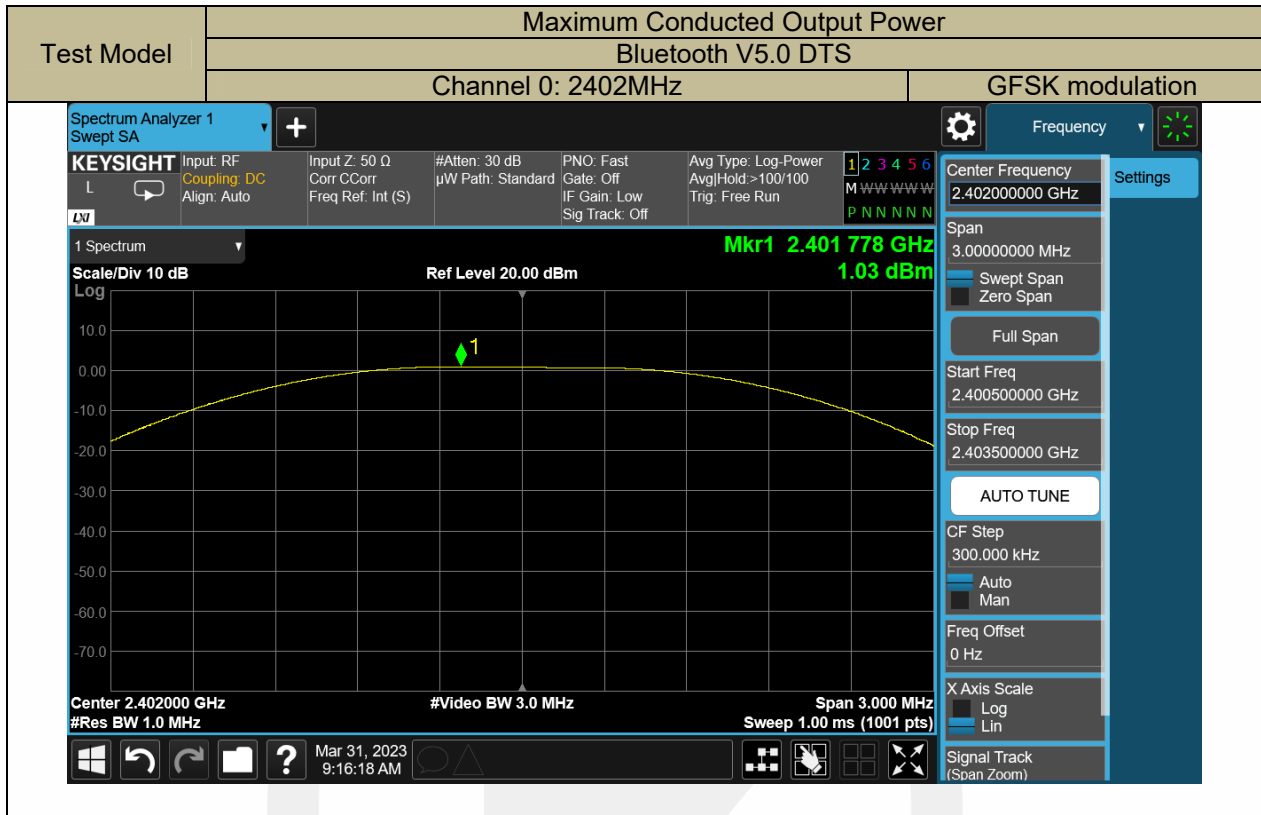 Test Model
Maximum Conducted Output Power
Bluetooth V5.0 DTS
Channel 0: 2402MHz
GFSK modulation
Spectrum Analyzer 1
Swept SA
Frequency
KEYSIGHT
L
LXI
Input: RF
Coupling: DC
Align: Auto
Input Z: 50 Ω
Corr CCorr
Freq Ref: Int (S)
#Atten: 30 dB
µW Path: Standard
PNO: Fast
Gate: Off
IF Gain: Low
Sig Track: Off
Avg Type: Log-Power
Avg|Hold:>100/100
Trig: Free Run
1 2 3 4 5 6
M W W W W W
P N N N N N
1 Spectrum
Mkr1 2.401 778 GHz
Scale/Div 10 dB
Ref Level 20.00 dBm
1.03 dBm
Log
1
10.0
0.00
-10.0
-20.0
-30.0
-40.0
-50.0
-60.0
-70.0
Center 2.402000 GHz
#Video BW 3.0 MHz
Span 3.000 MHz
#Res BW 1.0 MHz
Sweep 1.00 ms (1001 pts)
?
Mar 31, 2023
9:16:18 AM
Center Frequency
2.402000000 GHz
Settings
Span
3.00000000 MHz
Swept Span
Zero Span
Full Span
Start Freq
2.400500000 GHz
Stop Freq
2.403500000 GHz
AUTO TUNE
CF Step
300.000 kHz
Auto
Man
Freq Offset
0 Hz
X Axis Scale
Log
Lin
Signal Track
(Span Zoom)